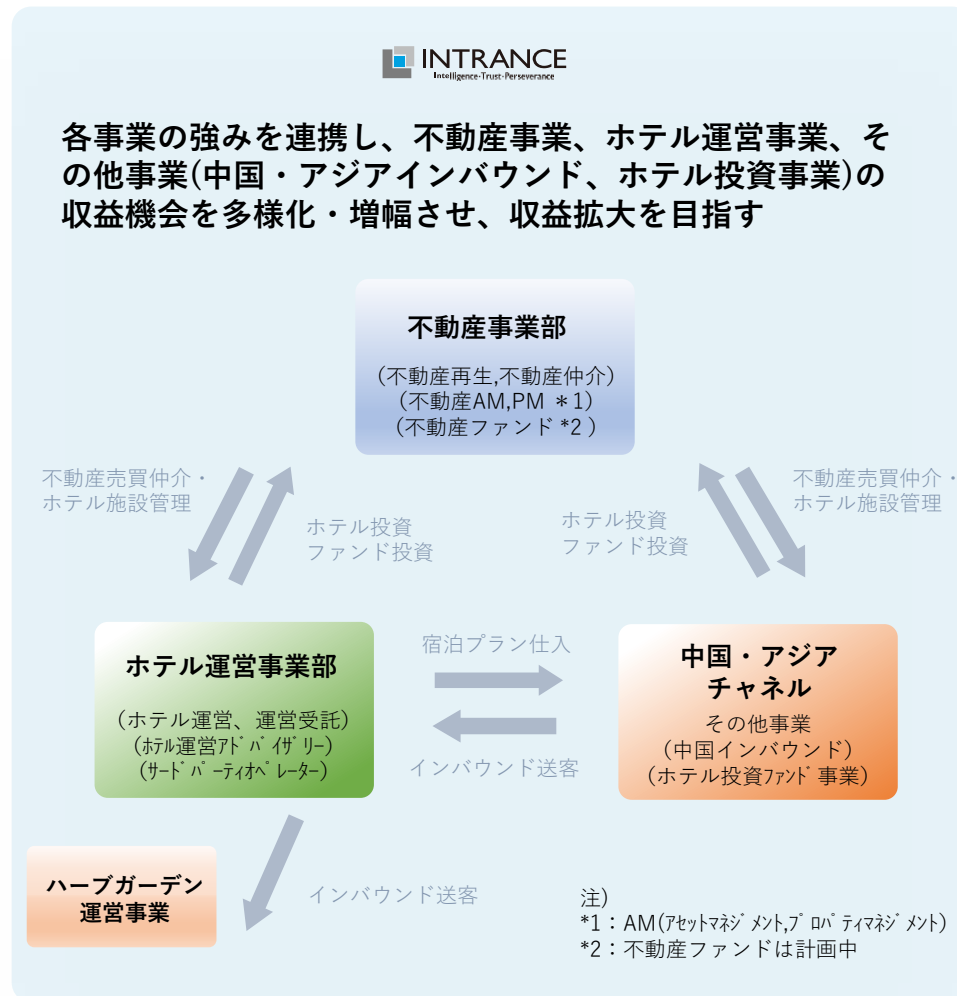 INTRANCE
Intelligence・Trust・Perseverance
各事業の強みを連携し、不動産事業、ホテル運営事業、そ
の他事業(中国・アジアインバウンド、ホテル投資事業)の
収益機会を多様化・増幅させ、収益拡大を目指す
不動産事業部
(不動産再生,不動産仲介)
(不動産AM,PM ＊1)
(不動産ファンド *2 )
不動産売買仲介・
ホテル施設管理
ホテル投資
ファンド投資
ホテル投資
ファンド投資
不動産売買仲介・
ホテル施設管理
ホテル運営事業部
(ホテル運営、運営受託)
(ﾎﾃﾙ運営ｱﾄﾞﾊﾞｲｻﾞﾘｰ)
(ｻｰﾄﾞﾊﾟｰﾃｨｵﾍﾟﾚｰﾀｰ)
宿泊プラン仕入
インバウンド送客
中国・アジア
チャネル
その他事業
(中国インバウンド)
(ホテル投資ﾌｧﾝﾄﾞ事業)
ハーブガーデン
運営事業
インバウンド送客
注)
*1：AM(ｱｾｯﾄﾏﾈｼﾞﾒﾝﾄ,ﾌﾟﾛﾊﾟﾃｨﾏﾈｼﾞﾒﾝﾄ)
*2：不動産ファンドは計画中